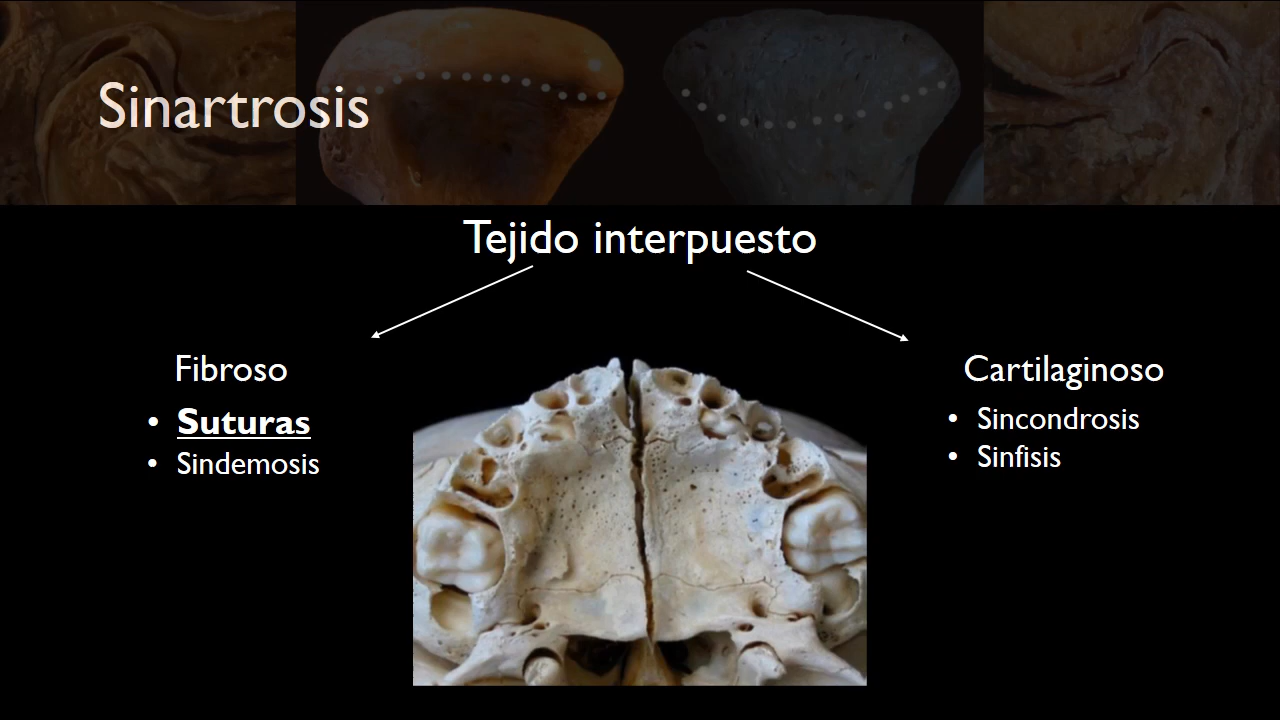 Sinartrosis
Tejido interpuesto
Fibroso
• Suturas
• Sindemosis
Cartilaginoso
• Sincondrosis
• Sinfisis